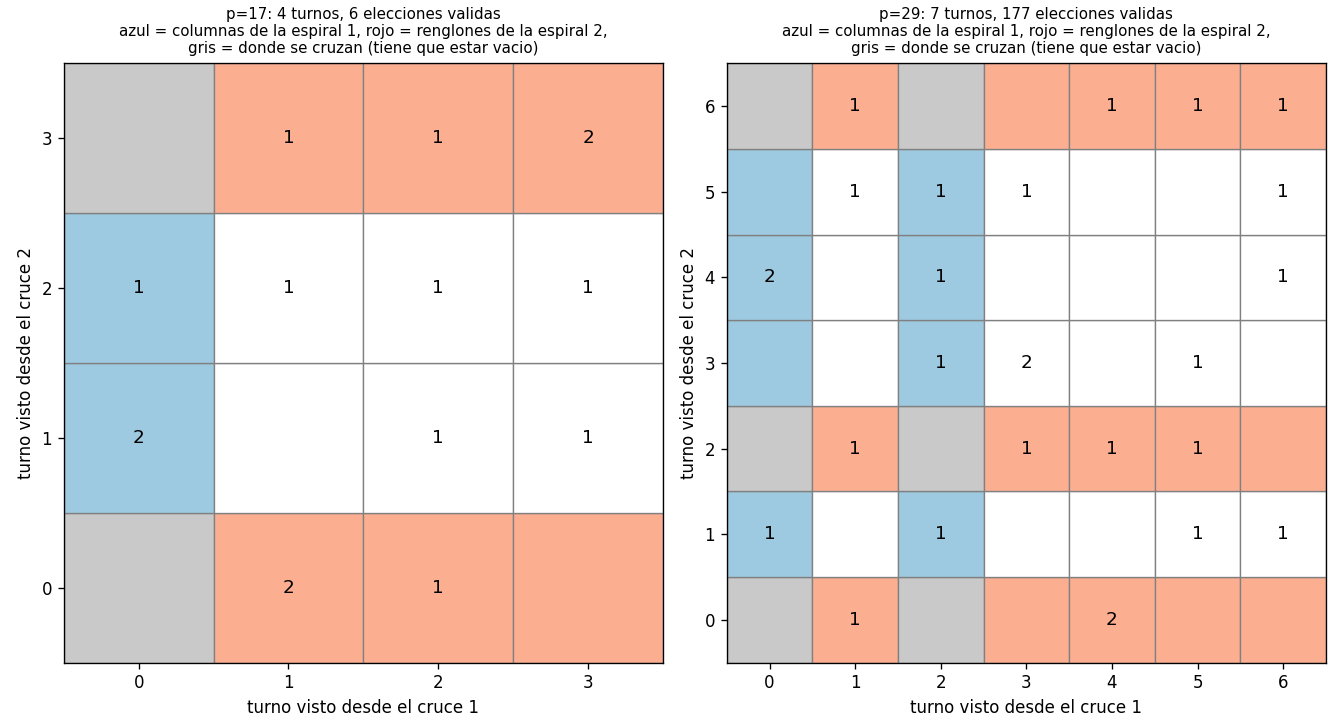 p=17: 4 turnos, 6 elecciones validas
azul = columnas de la espiral 1, rojo = renglones de la espiral 2,
gris = donde se cruzan (tiene que estar vacio)
3 1 1 2
2 1 1 1 1
1 2 1 1
0 2 1
0 1 2 3
turno visto desde el cruce 2
turno visto desde el cruce 1
p=29: 7 turnos, 177 elecciones validas
azul = columnas de la espiral 1, rojo = renglones de la espiral 2,
gris = donde se cruzan (tiene que estar vacio)
6 1 1 1 1
5 1 1 1 1
4 2 1 1
3 1 2 1
2 1 1 1 1
1 1 1 1 1
0 1 2
0 1 2 3 4 5 6
turno visto desde el cruce 2
turno visto desde el cruce 1